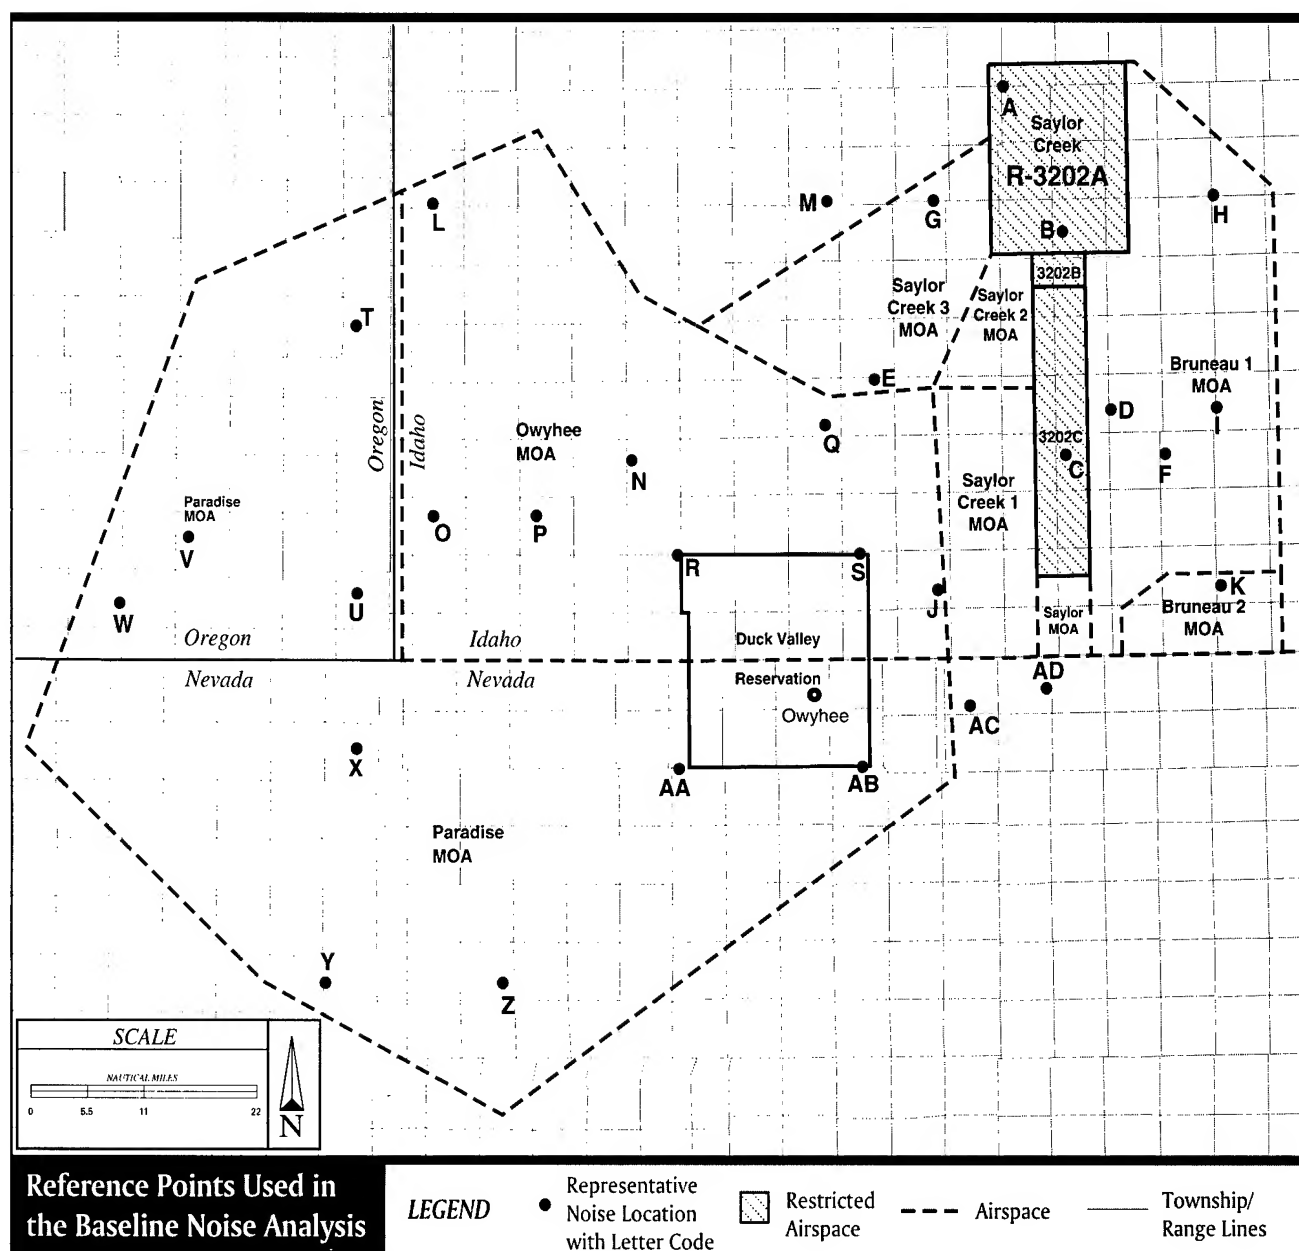 A
Saylor
Creek
R-3202A
L
M
G
H
B
3202B
Saylor
Creek 3
MOA
Saylor
Creek 2
MOA
T
Oregon
Idaho
E
Bruneau 1
MOA
D
I
Owyhee
MOA
Q
3202C
C
F
N
Saylor
Creek 1
MOA
Paradise
MOA
V
O
P
R
S
W
U
J
K
Oregon
Idaho
Duck Valley
Saylor
MOA
Bruneau 2
MOA
Nevada
Nevada
Reservation
Owyhee
AD
AC
X
AA
AB
Paradise
MOA
Y
Z
SCALE
NAUTICAL MILES
0 5.5 11 22
N
Reference Points Used in
the Baseline Noise Analysis
LEGEND
Representative
Noise Location
with Letter Code
Restricted
Airspace
Airspace
Township/
Range Lines